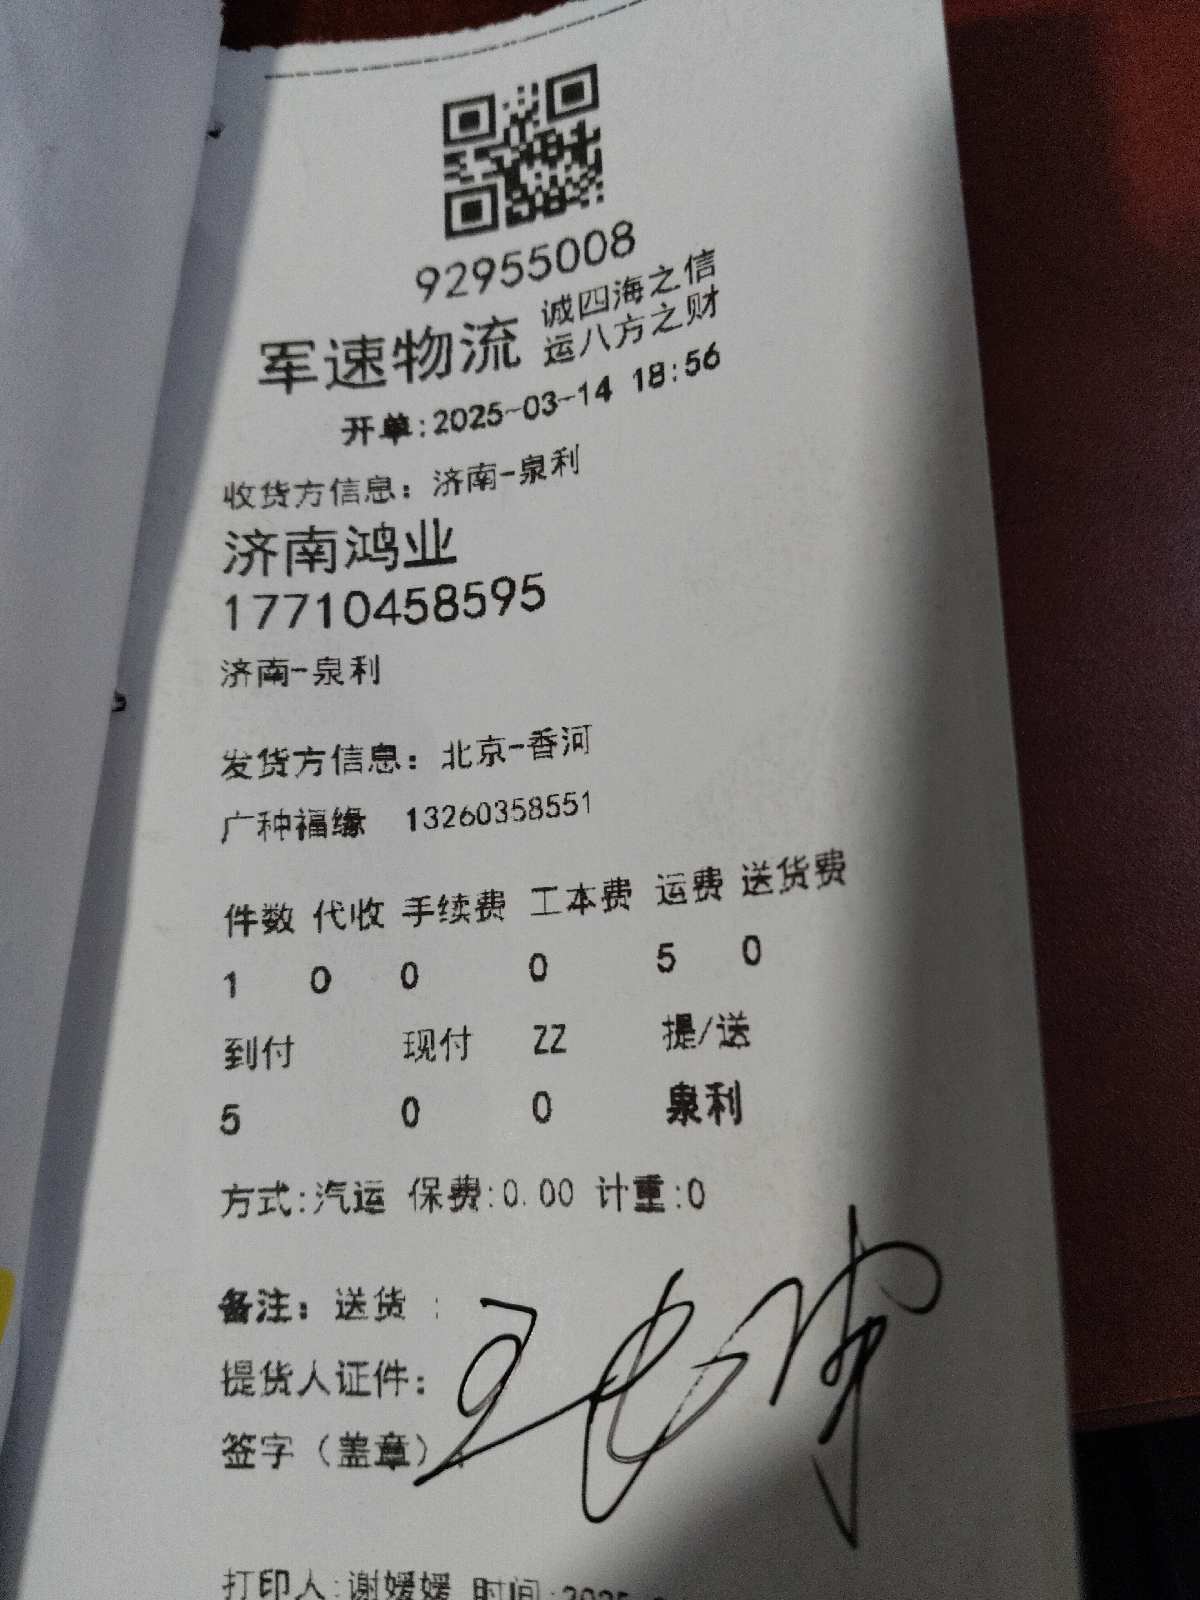 92955008
军速物流 诚四海之信
运八方之财
开单:2025-03-14 18:56
收货方信息：济南-泉利
济南鸿业
17710458595
济南-泉利
发货方信息：北京-香河
广种福缘 13260358551
件数 代收 手续费 工本费 运费 送货费
1 0 0 0 5 0
到付 现付 ZZ 提/送
5 0 0 泉利
方式:汽运 保费:0.00 计重:0
备注：送货 :
提货人证件:
签字（盖章）:
打印人:谢媛媛 时间:2025